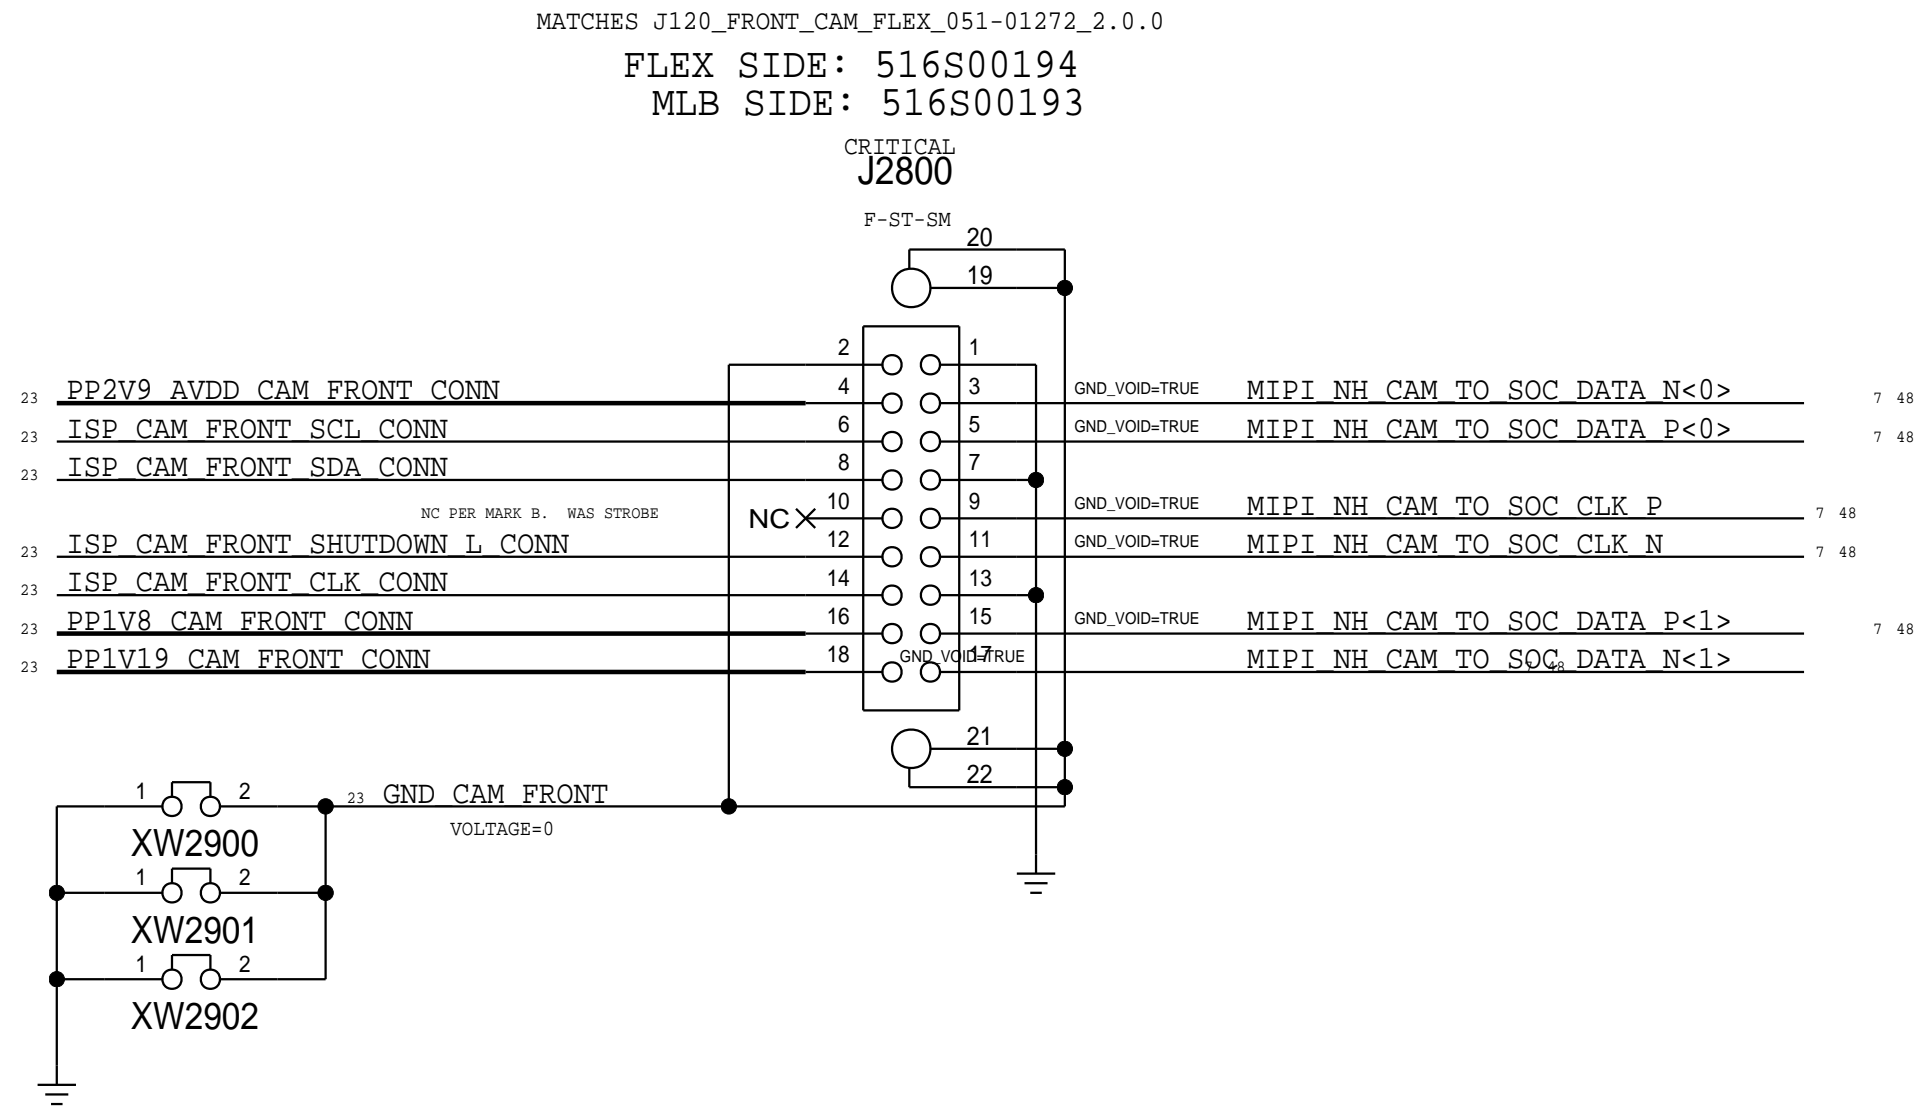 MATCHES J120_FRONT_CAM_FLEX_051-01272_2.0.0
FLEX SIDE: 516S00194
MLB SIDE: 516S00193
CRITICAL
J2800
F-ST-SM
20
19
2 1
23 PP2V9_AVDD_CAM_FRONT_CONN 4 3 GND_VOID=TRUE MIPI_NH_CAM_TO_SOC_DATA_N<0> 7 48
23 ISP_CAM_FRONT_SCL_CONN 6 5 GND_VOID=TRUE MIPI_NH_CAM_TO_SOC_DATA_P<0> 7 48
23 ISP_CAM_FRONT_SDA_CONN 8 7
NC PER MARK B. WAS STROBE NC 10 9 GND_VOID=TRUE MIPI_NH_CAM_TO_SOC_CLK_P 7 48
23 ISP_CAM_FRONT_SHUTDOWN_L_CONN 12 11 GND_VOID=TRUE MIPI_NH_CAM_TO_SOC_CLK_N 7 48
23 ISP_CAM_FRONT_CLK_CONN 14 13
23 PP1V8_CAM_FRONT_CONN 16 15 GND_VOID=TRUE MIPI_NH_CAM_TO_SOC_DATA_P<1> 7 48
23 PP1V19_CAM_FRONT_CONN 18 17 GND_VOID=TRUE MIPI_NH_CAM_TO_SOC_DATA_N<1> 7 48
21
22
1 2 23 GND_CAM_FRONT
VOLTAGE=0
XW2900
1 2
XW2901
1 2
XW2902